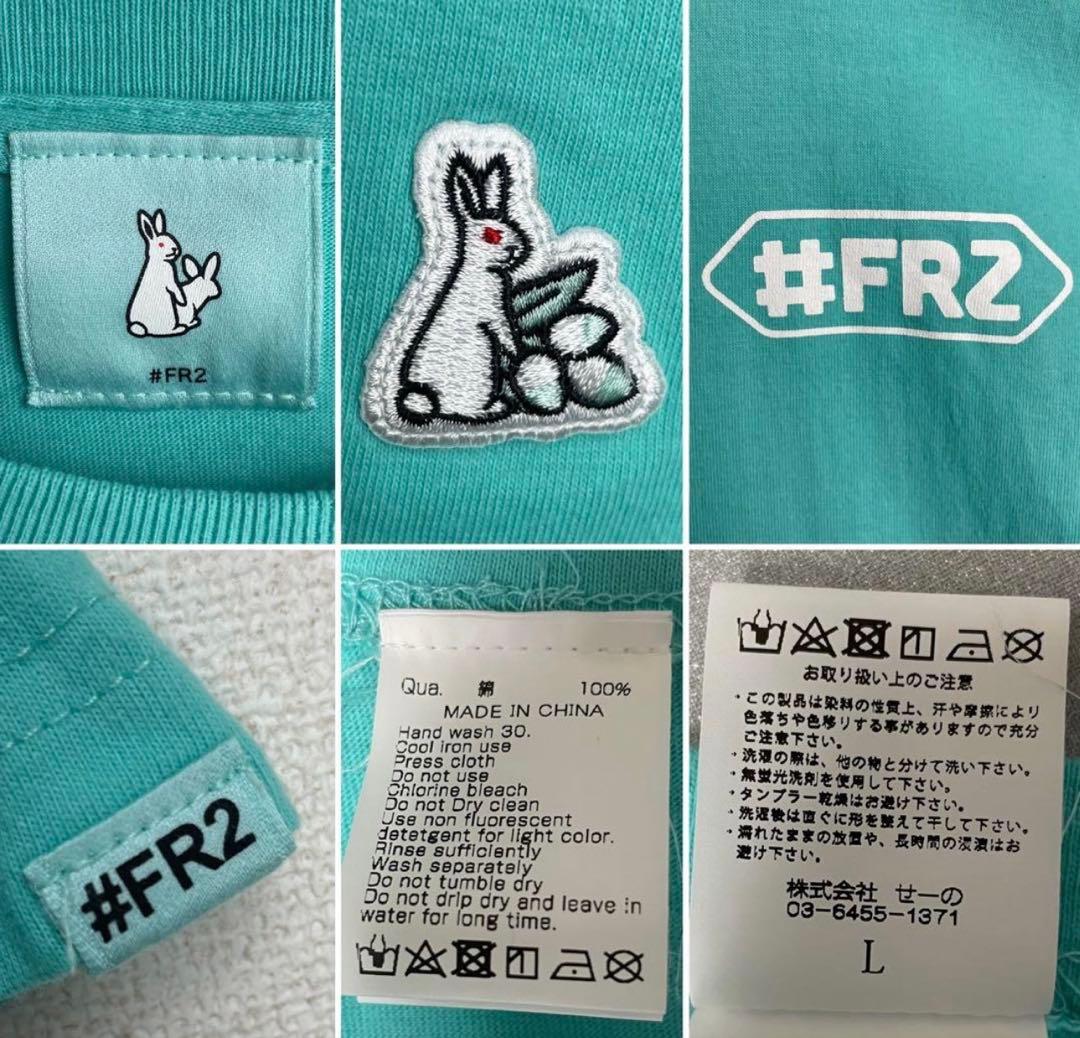 #FR2
#FR2
#FR2
Qua. 綿 100%
MADE IN CHINA
Hand wash 30.
Cool iron use
Press cloth
Do not use
Chlorine bleach
Do not Dry clean
Use non fluorescent
detetgent for light color.
Rinse sufficiently
Wash separately
Do not tumble dry
Do not drip dry and leave in
water for long time.
お取り扱い上のご注意
・この製品は染料の性質上、汗や摩擦により
色落ちや色移りする事がありますので充分
ご注意下さい。
・洗濯の際は、他の物と分けて洗い下さい。
・無蛍光洗剤を使用して下さい。
・タンブラー乾燥はお避け下さい。
・洗濯後は直ぐに形を整えて干して下さい。
・濡れたままの放置や、長時間の浸漬はお
避け下さい。
株式会社 せーの
03-6455-1371
L